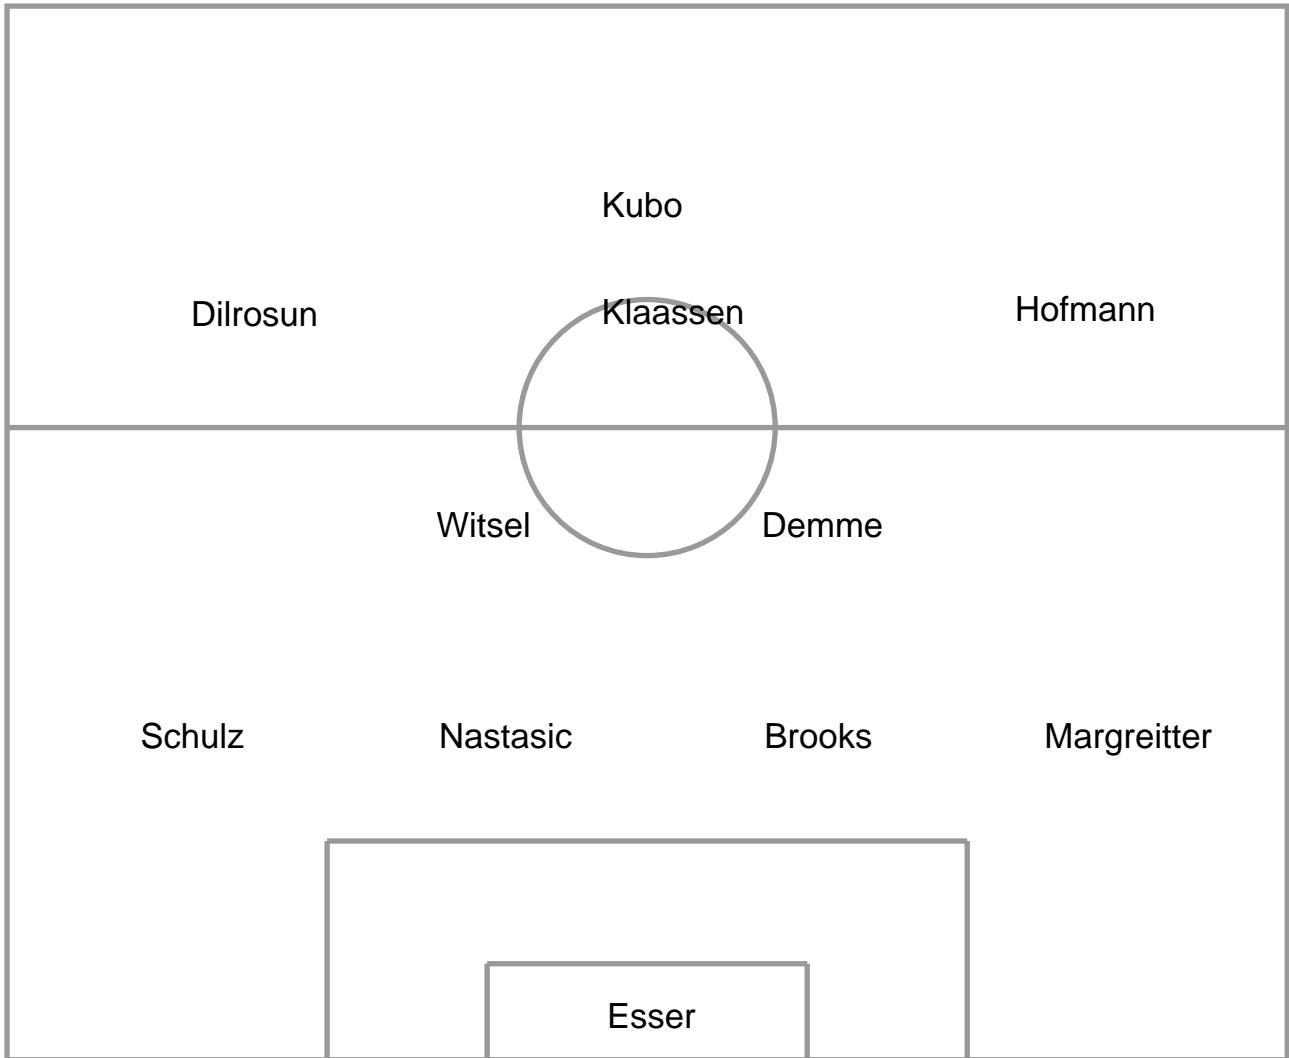 Kubo
Dilrosun Klaassen Hofmann
Witsel Demme
Schulz Nastasic Brooks Margreitter
Esser